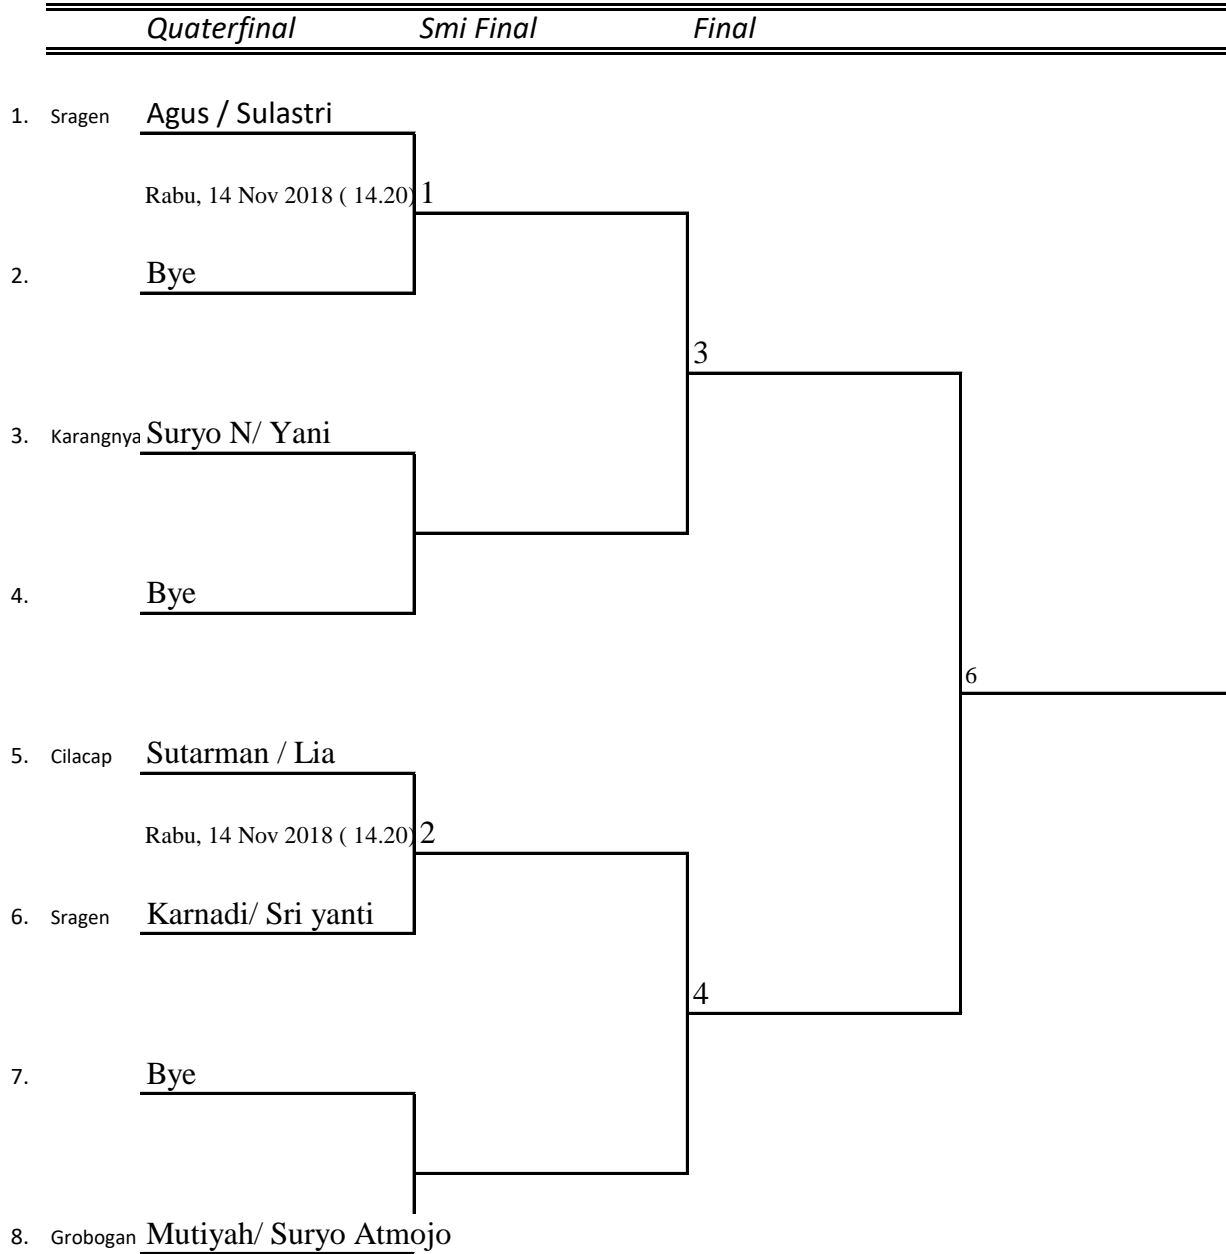 Quaterfinal Smi Final Final
1. Sragen Agus / Sulastri
Rabu, 14 Nov 2018 ( 14.20) 1
2. Bye
3
3. Karangnya Suryo N/ Yani
4. Bye
6
5. Cilacap Sutarman / Lia
Rabu, 14 Nov 2018 ( 14.20) 2
6. Sragen Karnadi/ Sri yanti
4
7. Bye
8. Grobogan Mutiyah/ Suryo Atmojo